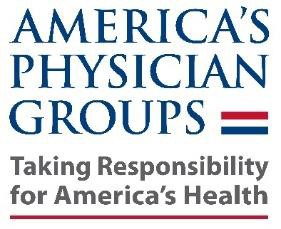 AMERICA'S
PHYSICIAN
GROUPS
Taking Responsibility
for America's Health